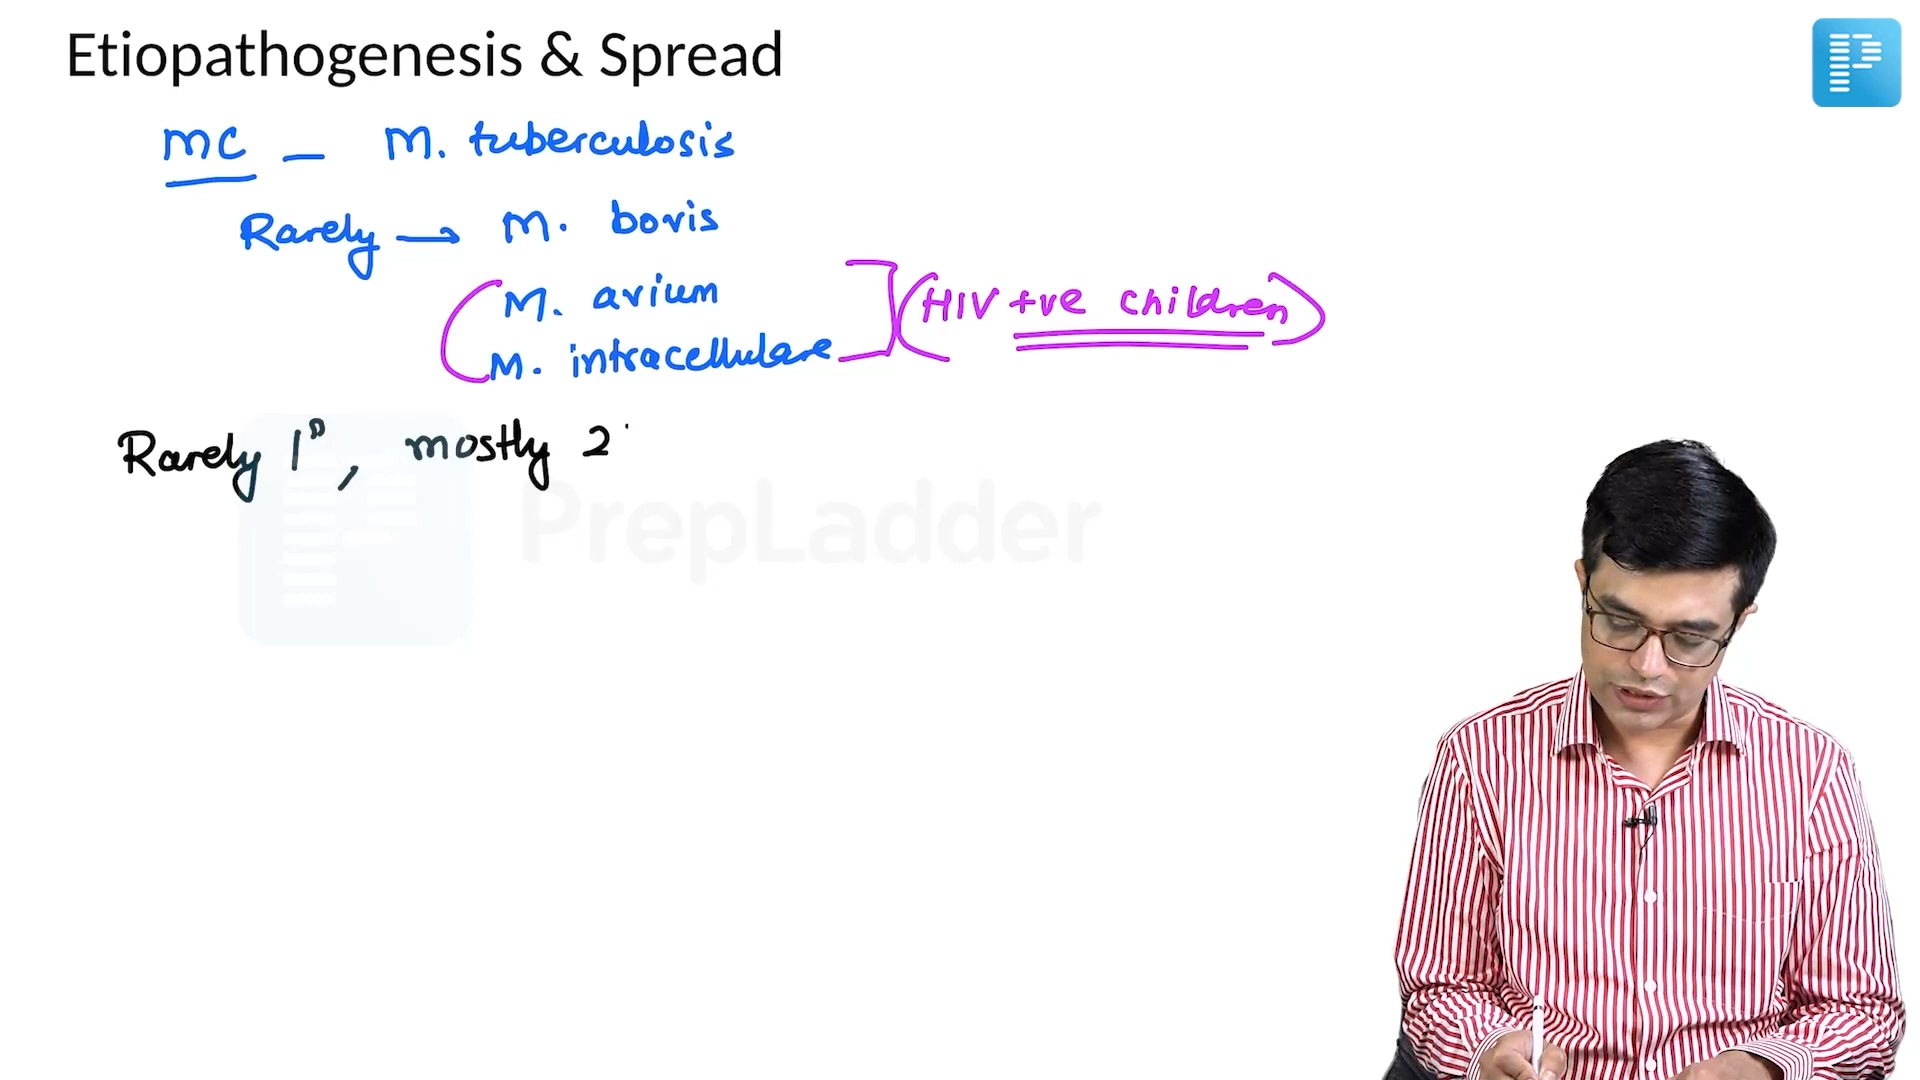 Etiopathogenesis & Spread
MC - M. tuberculosis
Rarely → M. bovis
M. avium
M. intracellulare
(HIV +ve children)
Rarely 1°, mostly 2
PrepLadder